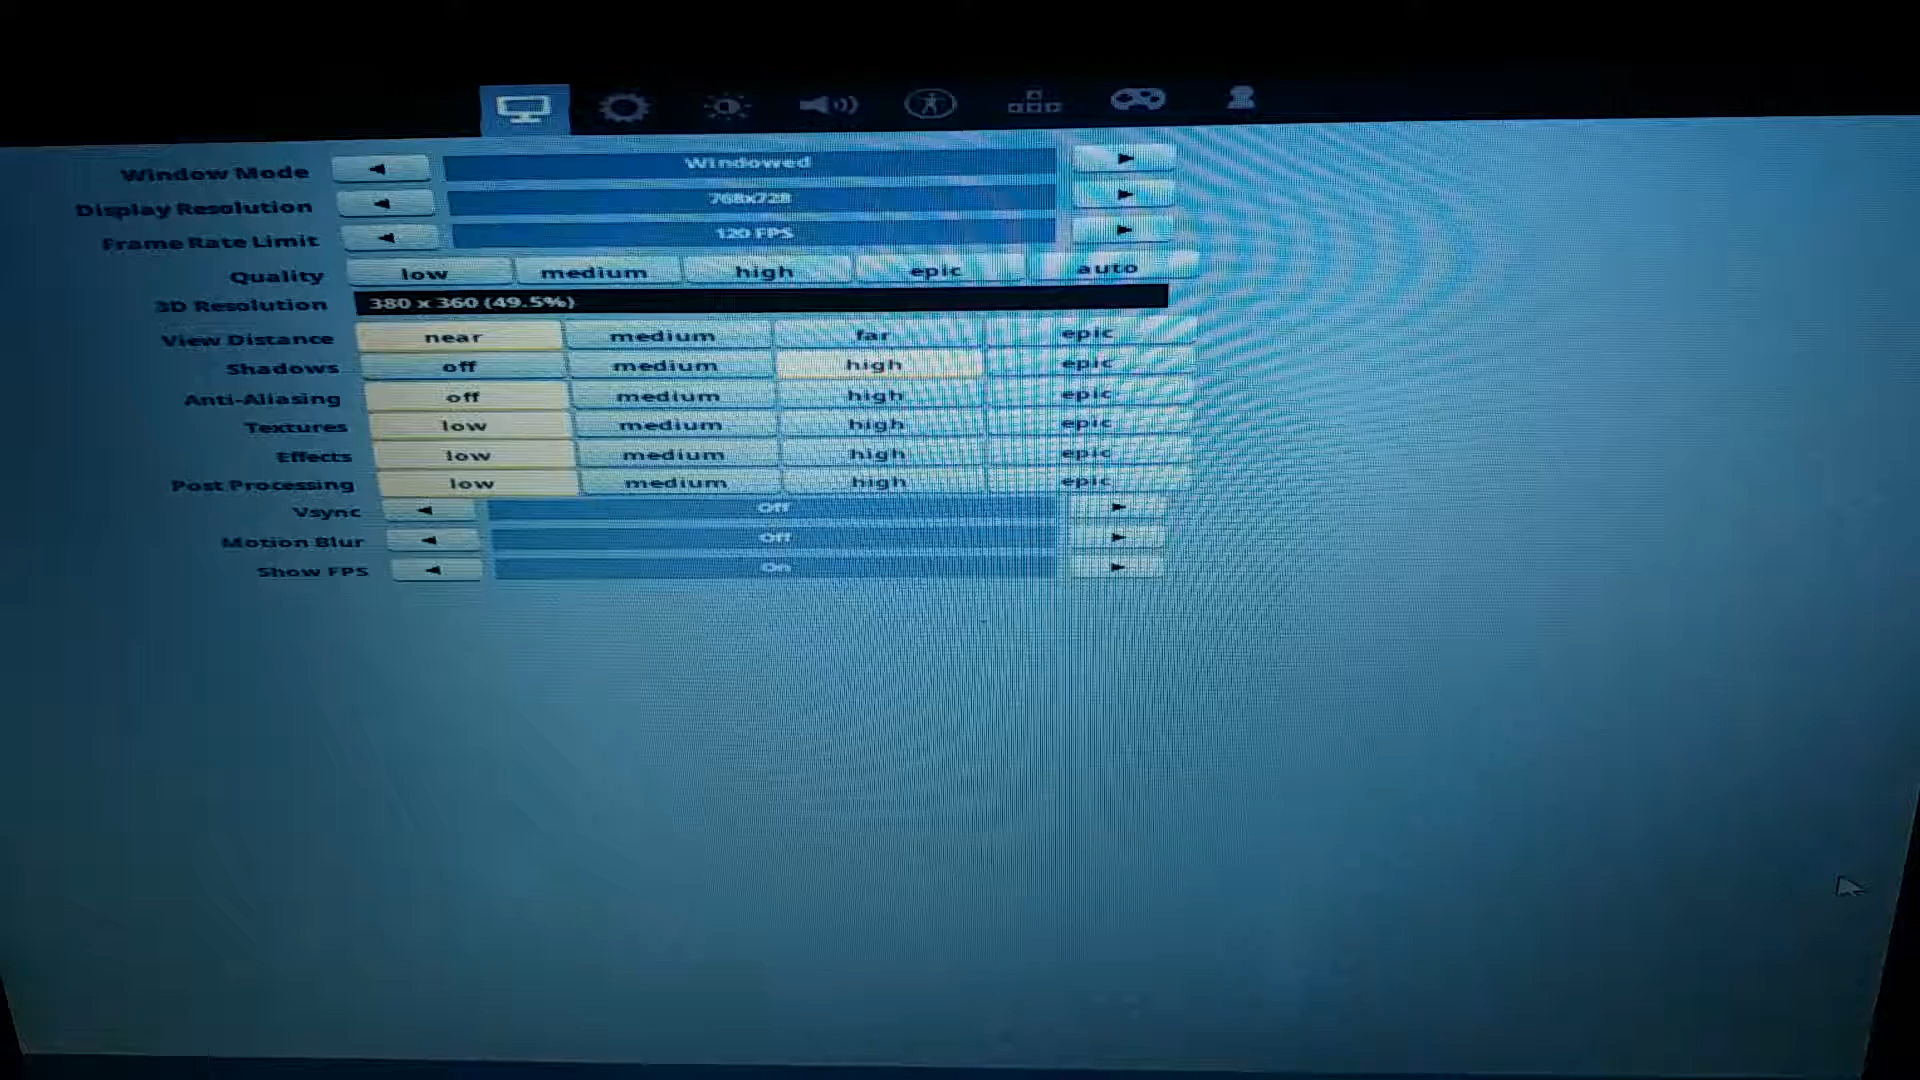 Window Mode Windowed
Display Resolution 768x728
Frame Rate Limit 120 FPS
Quality low medium high epic auto
3D Resolution 380 x 360 (49.5%)
View Distance near medium far epic
Shadows off medium high epic
Anti-Aliasing off medium high epic
Textures low medium high epic
Effects low medium high epic
Post Processing low medium high epic
Vsync Off
Motion Blur Off
Show FPS On